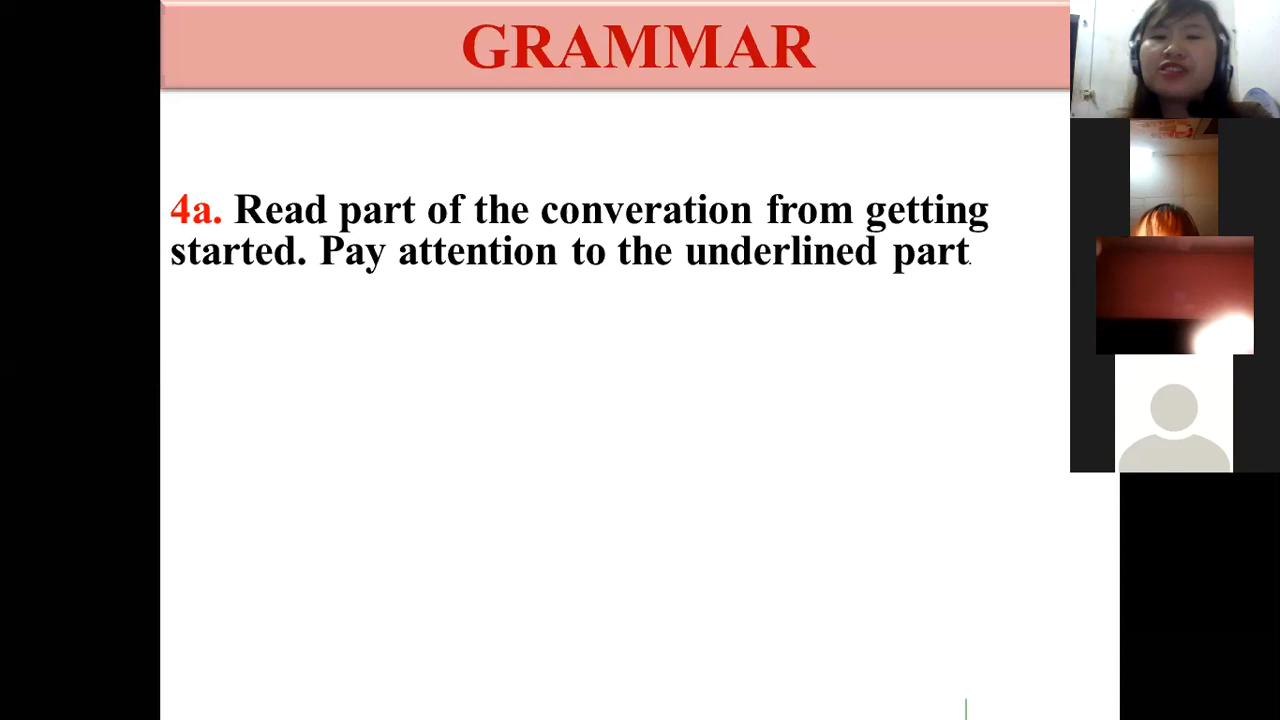 GRAMMAR
4a. Read part of the converation from getting
started. Pay attention to the underlined part.